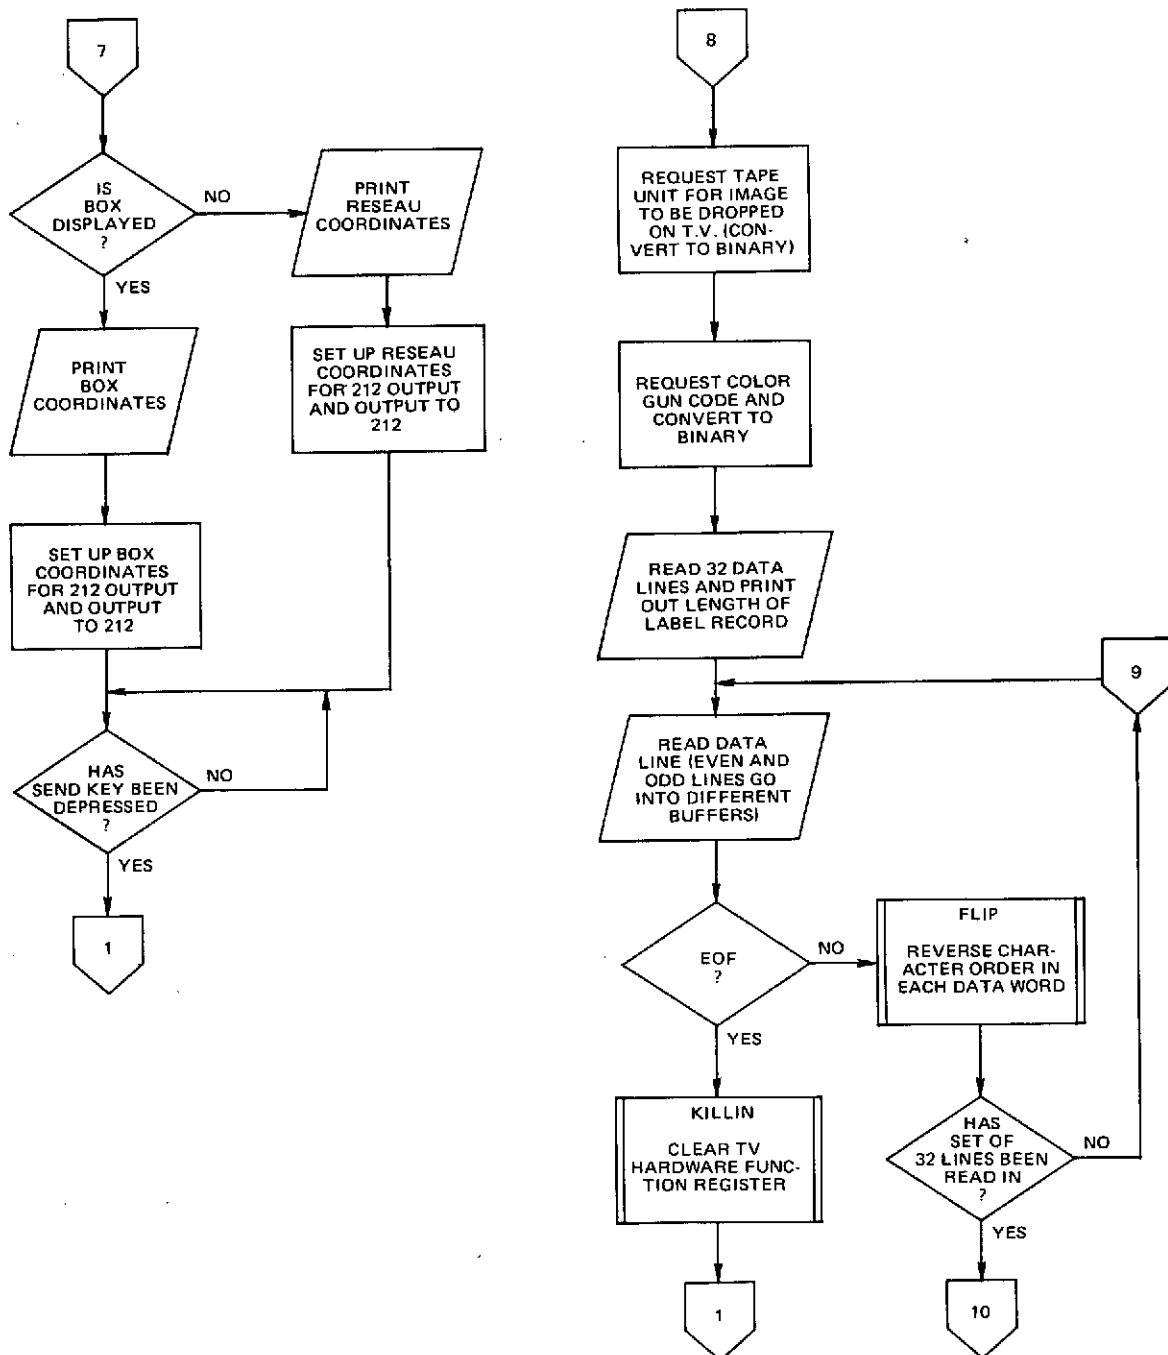 7
IS
BOX
DISPLAYED
?
NO
YES
PRINT
RESEAU
COORDINATES
SET UP RESEAU
COORDINATES
FOR 212 OUTPUT
AND OUTPUT TO
212
PRINT
BOX
COORDINATES
SET UP BOX
COORDINATES
FOR 212 OUTPUT
AND OUTPUT
TO 212
HAS
SEND KEY BEEN
DEPRESSED
?
NO
YES
1
8
REQUEST TAPE
UNIT FOR IMAGE
TO BE DROPPED
ON T.V. (CON-
VERT TO BINARY)
REQUEST COLOR
GUN CODE AND
CONVERT TO
BINARY
READ 32 DATA
LINES AND PRINT
OUT LENGTH OF
LABEL RECORD
9
READ DATA
LINE (EVEN AND
ODD LINES GO
INTO DIFFERENT
BUFFERS)
EOF
?
NO
YES
FLIP
REVERSE CHAR-
ACTER ORDER IN
EACH DATA WORD
KILLIN
CLEAR TV
HARDWARE FUNC-
TION REGISTER
HAS
SET OF
32 LINES BEEN
READ IN
?
NO
YES
1
10